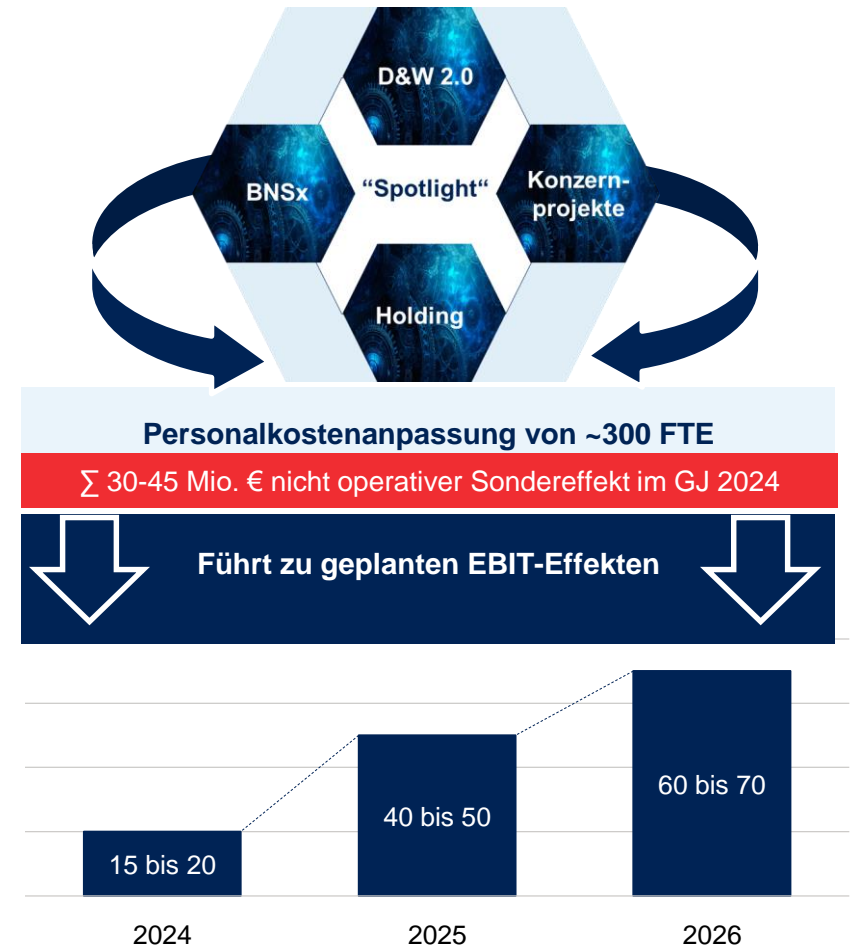 D&W 2.0
BNSx
“Spotlight“
Konzern-
projekte
Holding
Personalkostenanpassung von ~300 FTE
∑ 30-45 Mio. € nicht operativer Sondereffekt im GJ 2024
Führt zu geplanten EBIT-Effekten
15 bis 20
40 bis 50
60 bis 70
2024
2025
2026